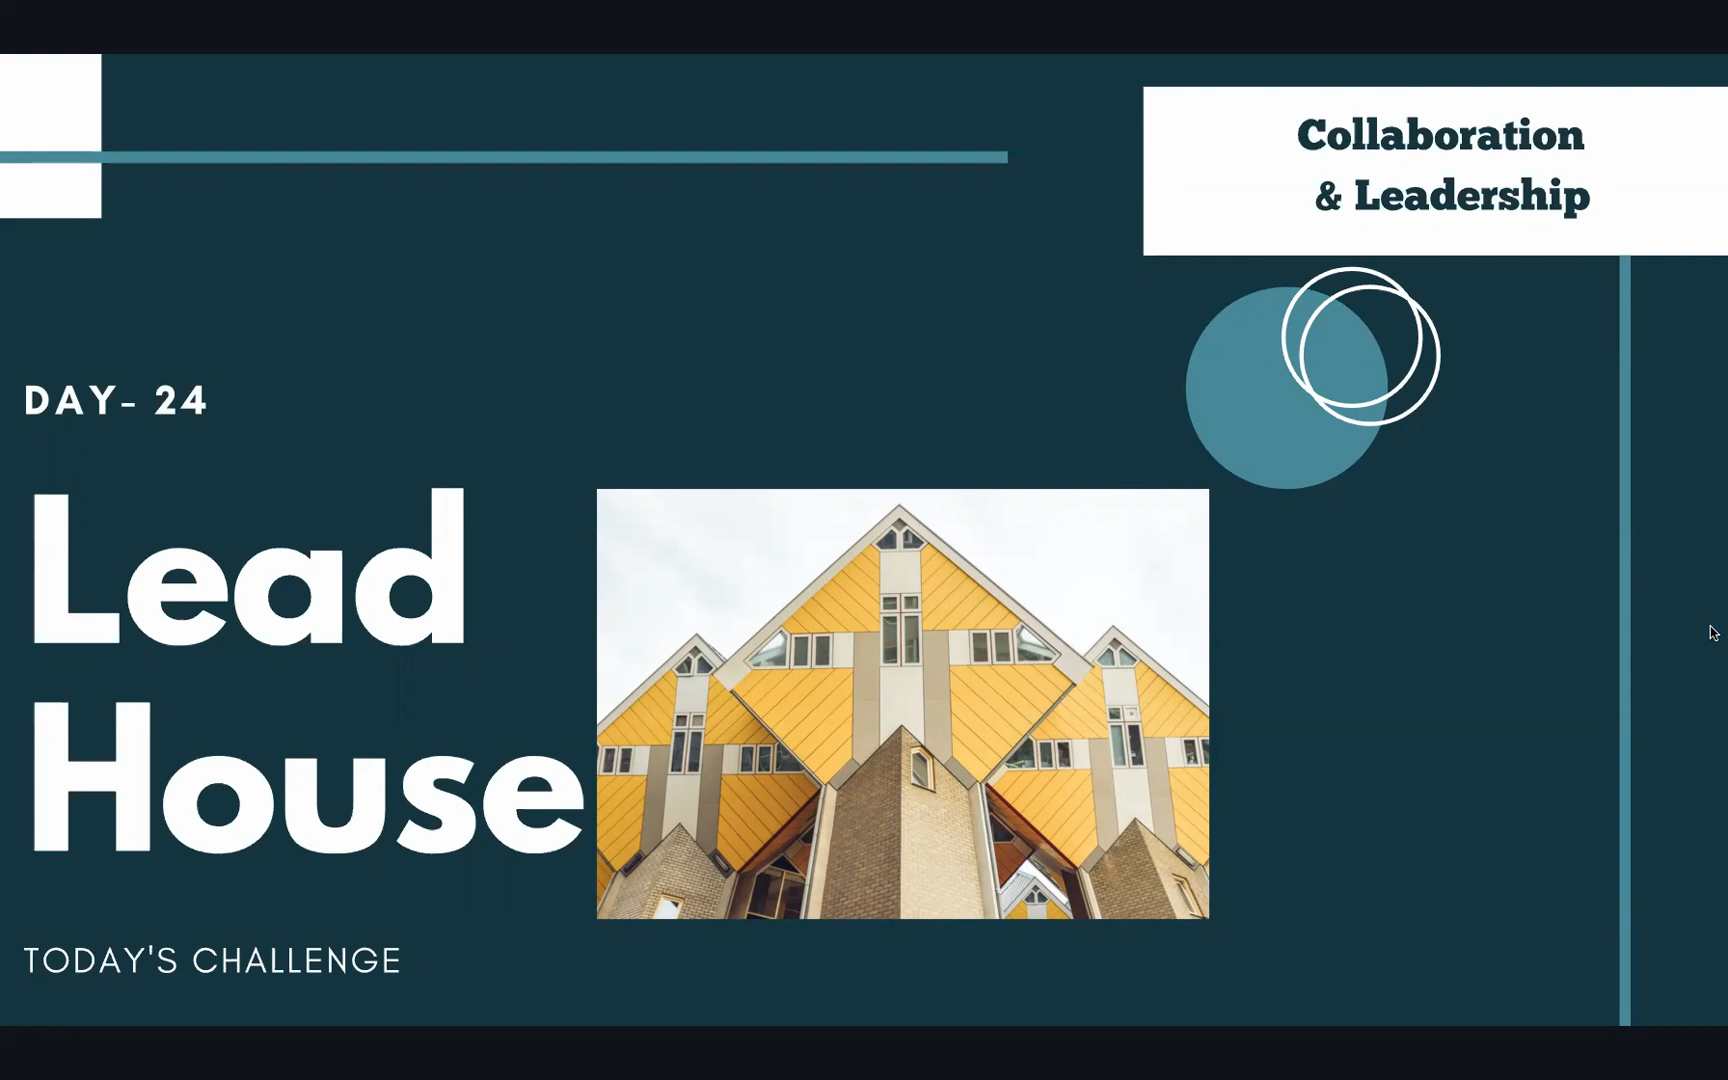 Collaboration
& Leadership
DAY- 24
Lead
House
TODAY'S CHALLENGE